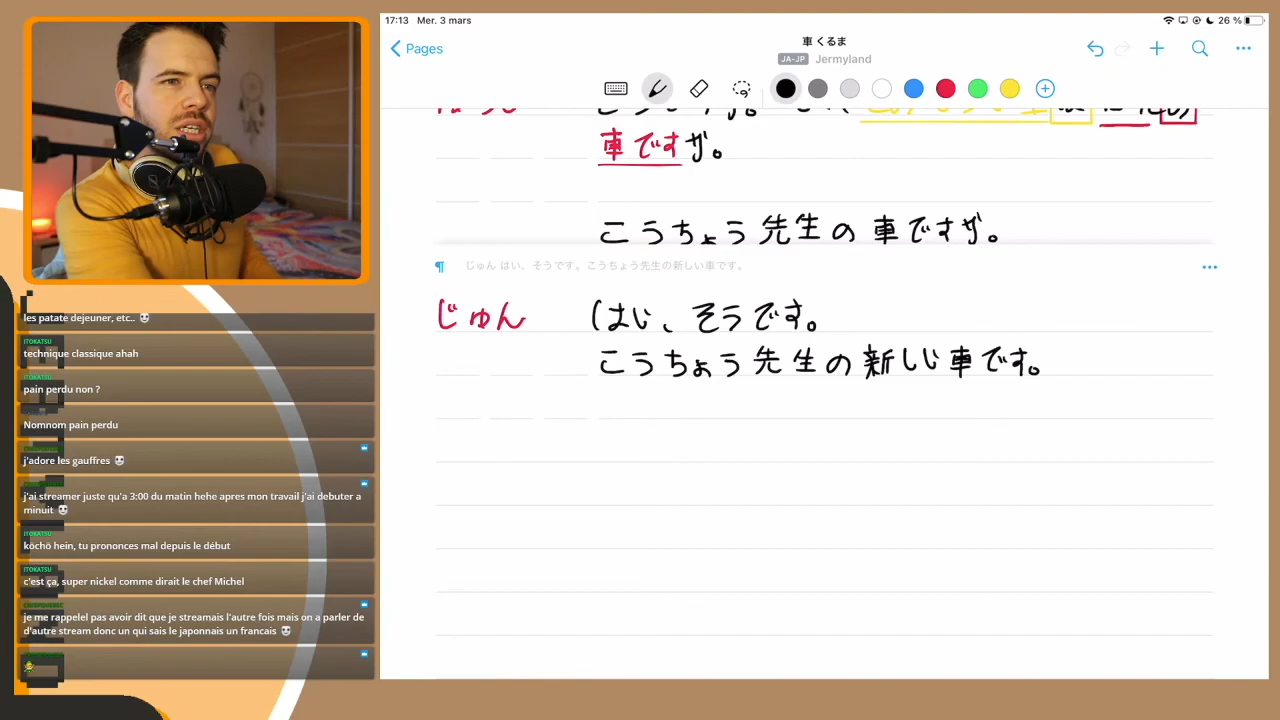 17:13 Mer. 3 mars
26 %
Pages
車 くるま
JA-JP Jermyland
車ですか。
こうちょう先生の車ですか。
じゅん はい、そうです。こうちょう先生の新しい車です。
じゅん はい、そうです。
こうちょう先生の新しい車です。
les patate dejeuner, etc..
ITOKATSU
technique classique ahah
ITOKATSU
pain perdu non ?
Nomnom pain perdu
j'adore les gauffres
j'ai streamer juste qu'a 3:00 du matin hehe apres mon travail j'ai debuter a
minuit
ITOKATSU
kōchō hein, tu prononces mal depuis le début
ITOKATSU
c'est ça, super nickel comme dirait le chef Michel
je me rappelel pas avoir dit que je streamais l'autre fois mais on a parler de
d'autre stream donc un qui sais le japonnais un francais